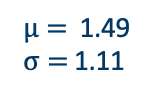 μ = 1.49
σ = 1.11